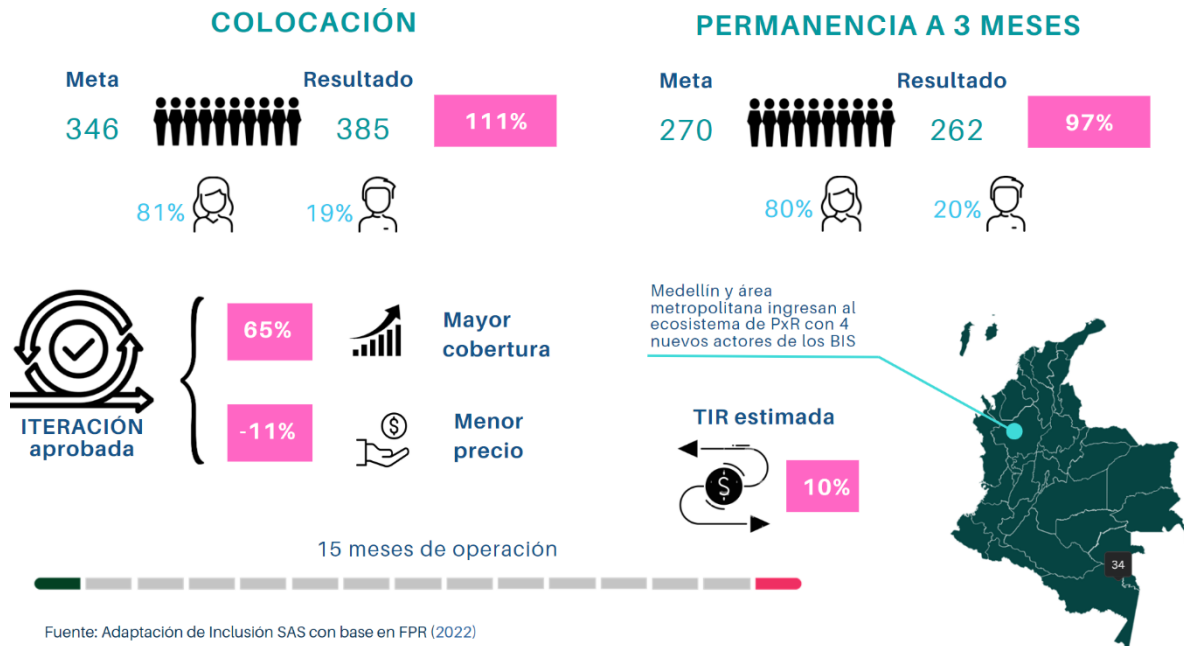 COLOCACIÓN
Meta
346
Resultado
385
111%
81%
19%
PERMANENCIA A 3 MESES
Meta
270
Resultado
262
97%
80%
20%
ITERACIÓN
aprobada
65%
Mayor
cobertura
-11%
$
Menor
precio
Medellín y área
metropolitana ingresan al
ecosistema de PxR con 4
nuevos actores de los BIS
TIR estimada
$
10%
34
15 meses de operación
Fuente: Adaptación de Inclusión SAS con base en FPR (2022)